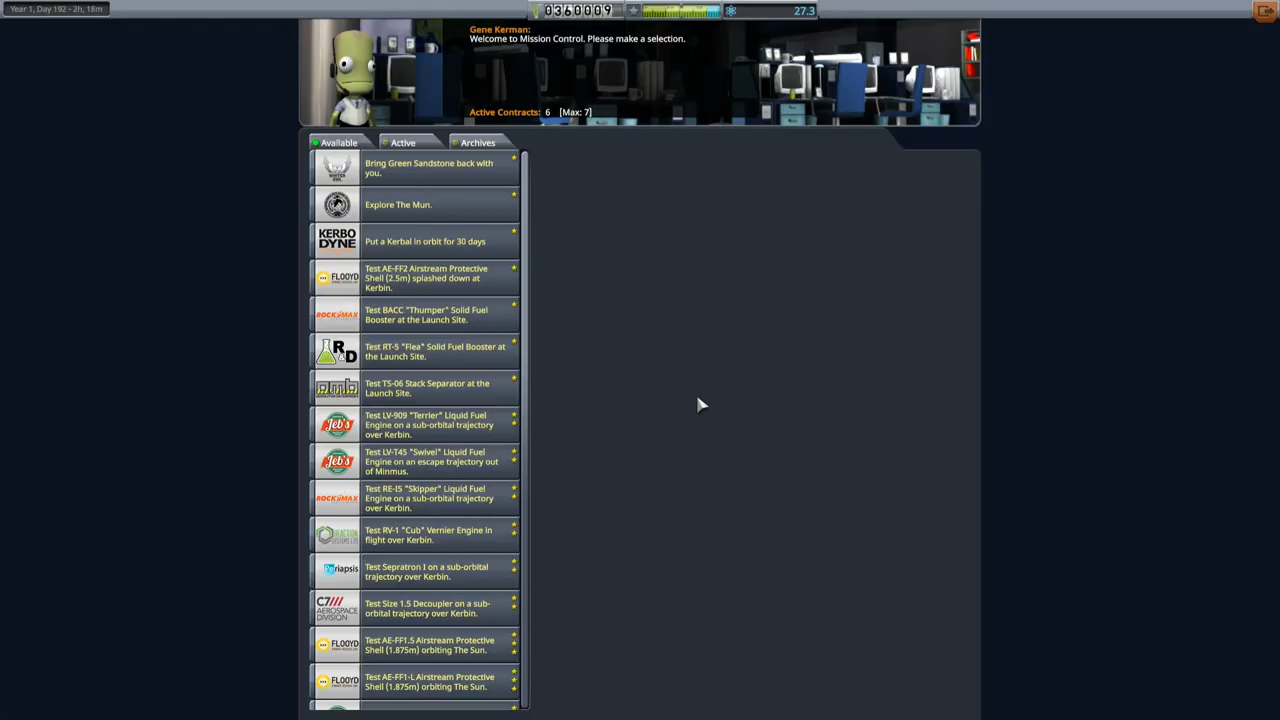 Year 1, Day 192 - 2h, 18m
0360009
27.3
Gene Kerman:
Welcome to Mission Control. Please make a selection.
Active Contracts: 6 [Max: 7]
Available
Active
Archives
Bring Green Sandstone back with
you.
Explore The Mun.
KERBO
DYNE
Put a Kerbal in orbit for 30 days
FLOOYD
Test AE-FF2 Airstream Protective
Shell (2.5m) splashed down at
Kerbin.
ROCKOMAX
Test BACC "Thumper" Solid Fuel
Booster at the Launch Site.
R&D
Test RT-5 "Flea" Solid Fuel Booster at
the Launch Site.
Test TS-06 Stack Separator at the
Launch Site.
Jeb's
Test LV-909 "Terrier" Liquid Fuel
Engine on a sub-orbital trajectory
over Kerbin.
Jeb's
Test LV-T45 "Swivel" Liquid Fuel
Engine on an escape trajectory out
of Minmus.
ROCKOMAX
Test RE-I5 "Skipper" Liquid Fuel
Engine on a sub-orbital trajectory
over Kerbin.
Test RV-1 "Cub" Vernier Engine in
flight over Kerbin.
Periapsis
Test Sepratron I on a sub-orbital
trajectory over Kerbin.
C7///
AEROSPACE
DIVISION
Test Size 1.5 Decoupler on a sub-
orbital trajectory over Kerbin.
FLOOYD
Test AE-FF1.5 Airstream Protective
Shell (1.875m) orbiting The Sun.
FLOOYD
Test AE-FF1-L Airstream Protective
Shell (1.875m) orbiting The Sun.